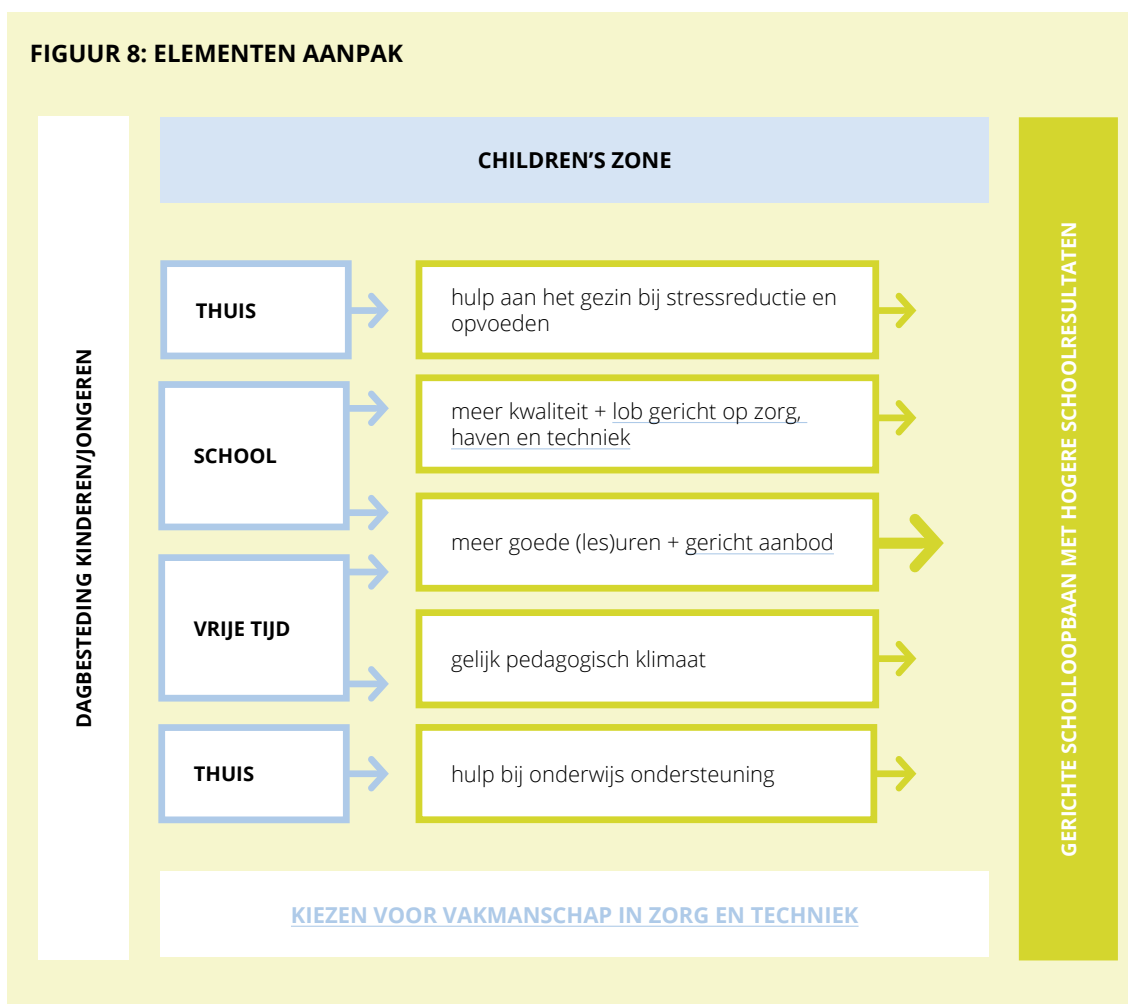 FIGUUR 8: ELEMENTEN AANPAK
DAGBESTEDING KINDEREN/JONGEREN
CHILDREN'S ZONE
THUIS
hulp aan het gezin bij stressreductie en
opvoeden
SCHOOL
meer kwaliteit + lob gericht op zorg,
haven en techniek
meer goede (les)uren + gericht aanbod
VRIJE TIJD
gelijk pedagogisch klimaat
THUIS
hulp bij onderwijs ondersteuning
KIEZEN VOOR VAKMANSCHAP IN ZORG EN TECHNIEK
GERICHTE SCHOLLOOPBAAN MET HOGERE SCHOOLRESULTATEN